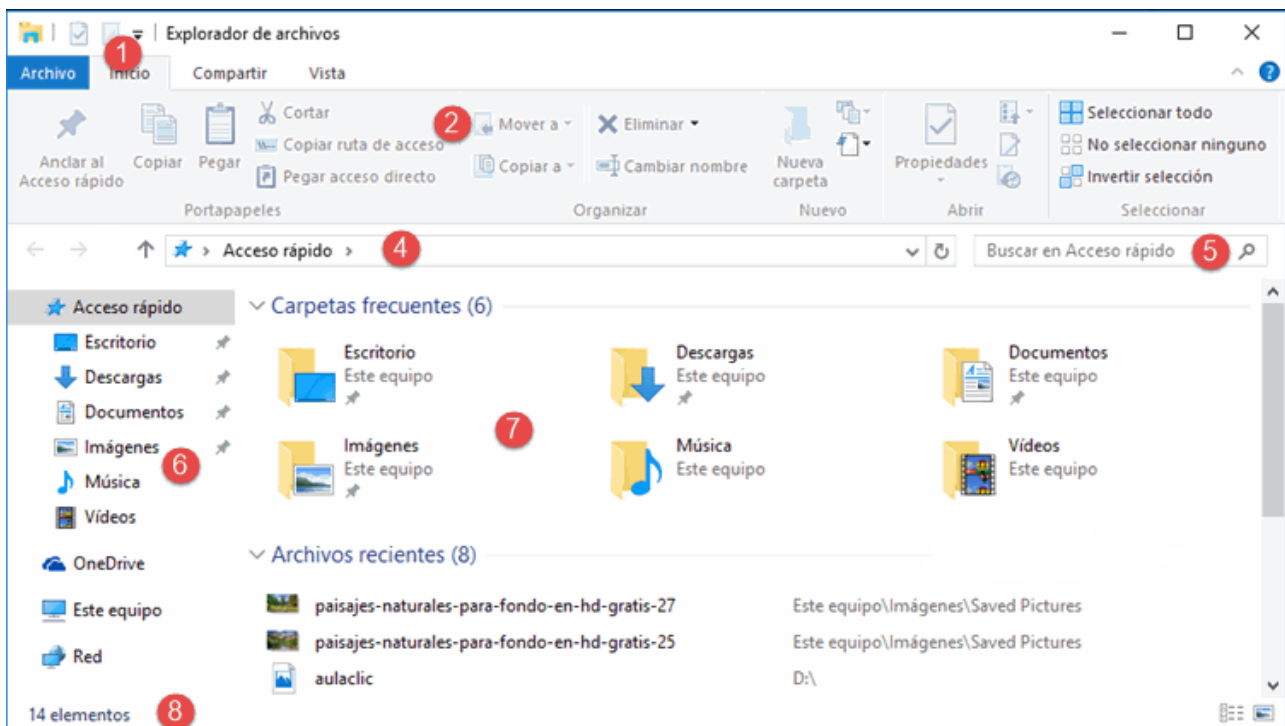 Explorador de archivos
1
Archivo Inicio Compartir Vista
Anclar al Acceso rápido
Copiar
Pegar
Cortar
Copiar ruta de acceso
Pegar acceso directo
2
Mover a
Copiar a
Eliminar
Cambiar nombre
Nueva carpeta
Propiedades
Seleccionar todo
No seleccionar ninguno
Invertir selección
Portapapeles Organizar Nuevo Abrir Seleccionar
Acceso rápido 4
Buscar en Acceso rápido 5
Acceso rápido
Escritorio
Descargas
Documentos
Imágenes
6
Música
Vídeos
OneDrive
Este equipo
Red
Carpetas frecuentes (6)
Escritorio
Este equipo
Descargas
Este equipo
Documentos
Este equipo
7
Imágenes
Este equipo
Música
Este equipo
Vídeos
Este equipo
Archivos recientes (8)
paisajes-naturales-para-fondo-en-hd-gratis-27 Este equipo\Imágenes\Saved Pictures
paisajes-naturales-para-fondo-en-hd-gratis-25 Este equipo\Imágenes\Saved Pictures
aulaclic D:\
14 elementos 8